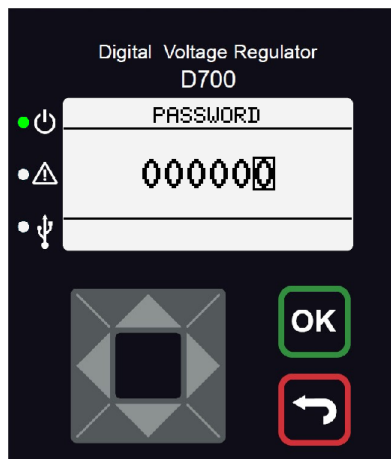 Digital Voltage Regulator
D700
PASSWORD
000000
OK